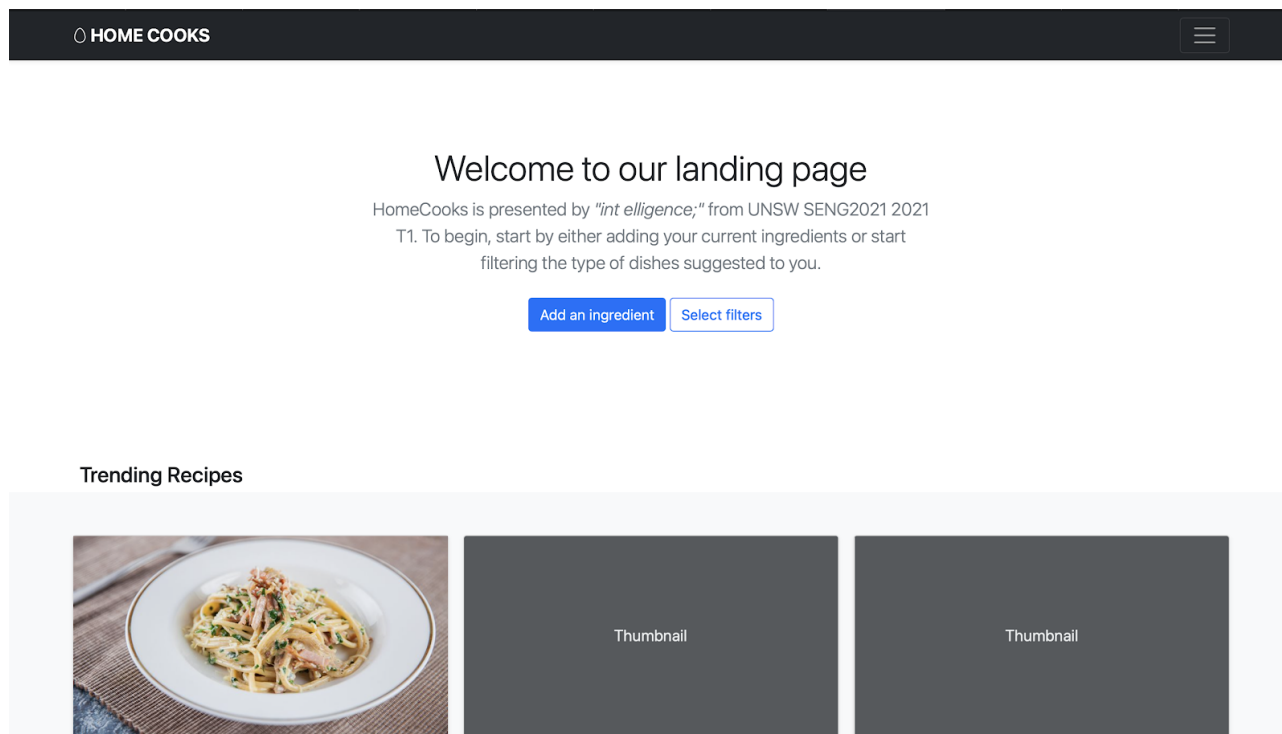 HOME COOKS
Welcome to our landing page
HomeCooks is presented by "int elligence;" from UNSW SENG2021 2021
T1. To begin, start by either adding your current ingredients or start
filtering the type of dishes suggested to you.
Add an ingredient Select filters
Trending Recipes
Thumbnail Thumbnail